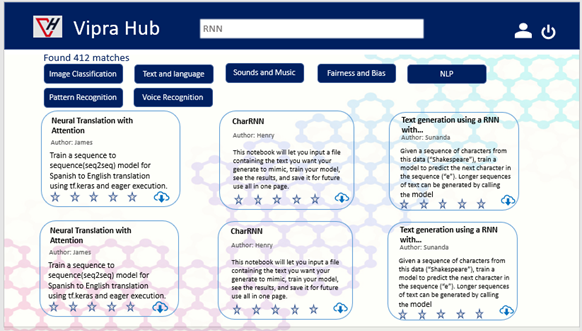 Vipra Hub
RNN
Found 412 matches
Image Classification
Text and language
Sounds and Music
Fairness and Bias
NLP
Pattern Recognition
Voice Recognition
Neural Translation with
Attention
Author: James
Train a sequence to
sequence(seq2seq) model for
Spanish to English translation
using tf.keras and eager execution.
CharRNN
Author: Henry
This notebook will let you input a file
containing the text you want your
generate to mimic, train your model,
see the results, and save it for future
use all in one page.
Text generation using a RNN
with...
Author: Sunanda
Given a sequence of characters from
this data ("Shakespeare"), train a
model to predict the next character in
the sequence ("e"). Longer sequences
of text can be generated by calling
the model
Neural Translation with
Attention
Author: James
Train a sequence to
sequence(seq2seq) model for
Spanish to English translation
using tf.keras and eager execution.
CharRNN
Author: Henry
This notebook will let you input a file
containing the text you want your
generate to mimic, train your model,
see the results, and save it for future
use all in one page.
Text generation using a RNN
with...
Author: Sunanda
Given a sequence of characters from
this data ("Shakespeare"), train a
model to predict the next character in
the sequence ("e"). Longer sequences
of text can be generated by calling
the model